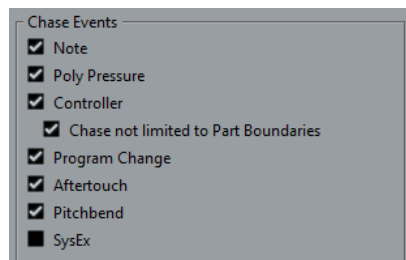 Chase Events
Note
Poly Pressure
Controller
Chase not limited to Part Boundaries
Program Change
Aftertouch
Pitchbend
SysEx